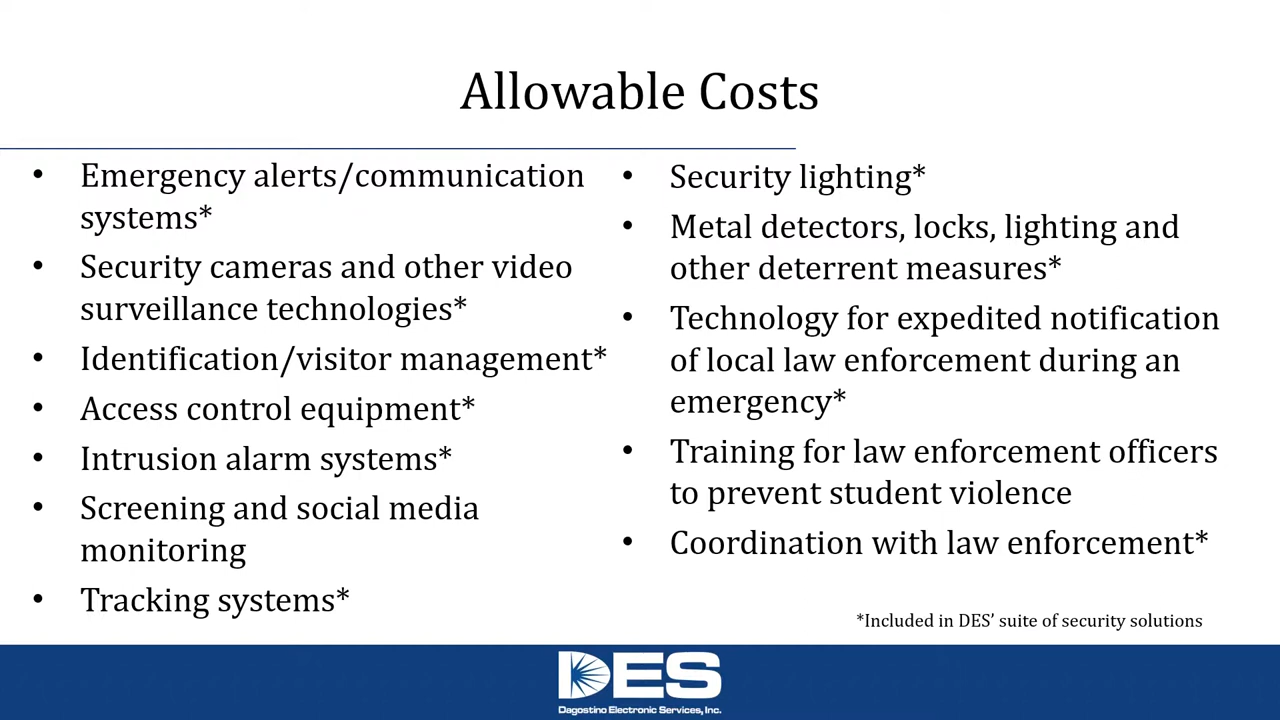 Allowable Costs
• Emergency alerts/communication
systems*
• Security cameras and other video
surveillance technologies*
• Identification/visitor management*
• Access control equipment*
• Intrusion alarm systems*
• Screening and social media
monitoring
• Tracking systems*
• Security lighting*
• Metal detectors, locks, lighting and
other deterrent measures*
• Technology for expedited notification
of local law enforcement during an
emergency*
• Training for law enforcement officers
to prevent student violence
• Coordination with law enforcement*
*Included in DES’ suite of security solutions
DES
Dagostino Electronic Services, Inc.